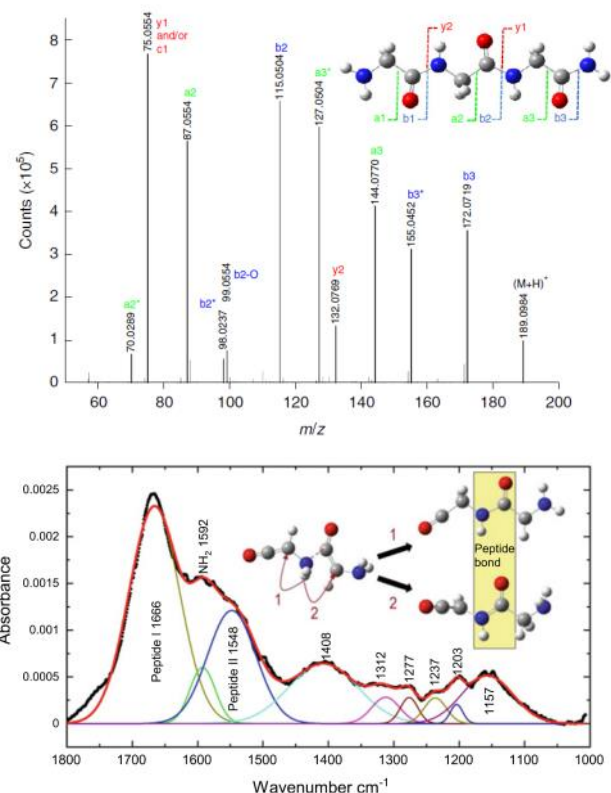 8
7
6
5
4
3
2
1
0
Counts (×10⁵)
60
80
100
120
140
160
180
200
m/z
a2*
70.0289
75.0554
y1
and/or
c1
a2
87.0554
b2*
98.0237
99.0554
b2-O
b2
115.0504
a3*
127.0504
y2
132.0769
a3
144.0770
b3*
155.0452
b3
172.0719
(M+H)⁺
189.0984
y2
y1
a1
b1
a2
b2
a3
b3
0.0025
0.0020
0.0015
0.0010
0.0005
0.0000
Absorbance
Peptide I 1666
NH₂ 1592
Peptide II 1548
1408
1312
1277
1237
1203
1157
1
2
1
2
Peptide
bond
1800
1700
1600
1500
1400
1300
1200
1100
1000
Wavenumber cm⁻¹